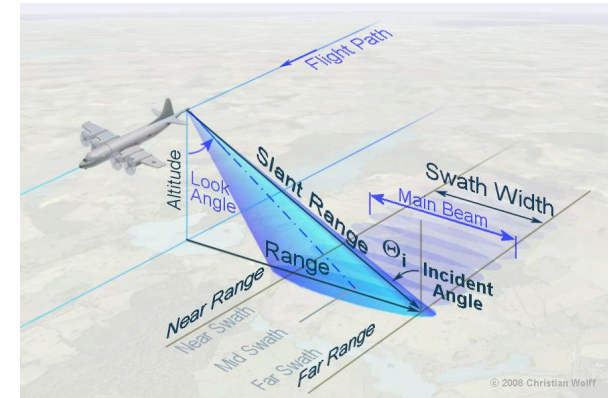 Flight Path
Altitude
Look
Angle
Slant Range
Swath Width
Main Beam
Range
Θi
Incident
Angle
Near Range
Near Swath
Mid Swath
Far Swath
Far Range
© 2008 Christian Wolff